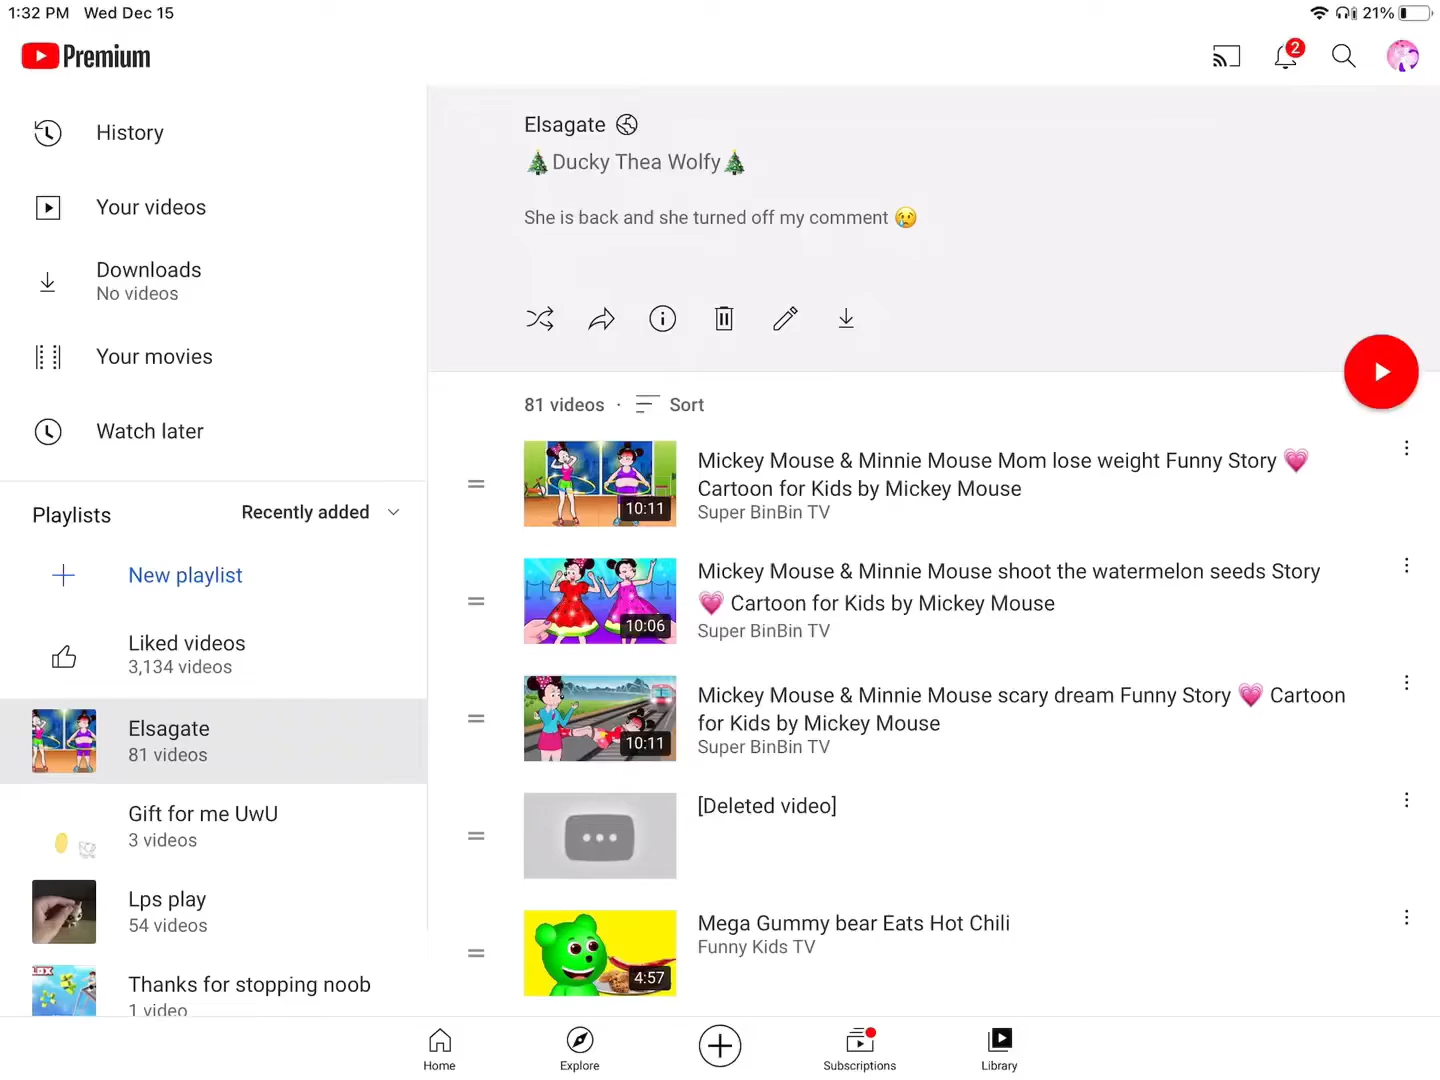 1:32 PM Wed Dec 15
21%
Premium
2
History
Your videos
Downloads
No videos
Your movies
Watch later
Playlists
Recently added
New playlist
Liked videos
3,134 videos
Elsagate
81 videos
Gift for me UwU
3 videos
Lps play
54 videos
Thanks for stopping noob
1 video
Elsagate
🎄Ducky Thea Wolfy🎄
She is back and she turned off my comment 😢
81 videos · Sort
10:11
Mickey Mouse & Minnie Mouse Mom lose weight Funny Story 💗
Cartoon for Kids by Mickey Mouse
Super BinBin TV
10:06
Mickey Mouse & Minnie Mouse shoot the watermelon seeds Story
💗 Cartoon for Kids by Mickey Mouse
Super BinBin TV
10:11
Mickey Mouse & Minnie Mouse scary dream Funny Story 💗 Cartoon
for Kids by Mickey Mouse
Super BinBin TV
[Deleted video]
4:57
Mega Gummy bear Eats Hot Chili
Funny Kids TV
Home
Explore
Subscriptions
Library